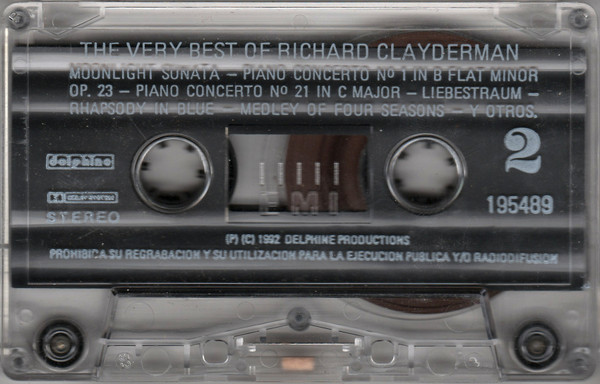 THE VERY BEST OF RICHARD CLAYDERMAN
MOONLIGHT SONATA – PIANO CONCERTO Nº 1 IN B FLAT MINOR
OP. 23 – PIANO CONCERTO Nº 21 IN C MAJOR – LIEBESTRAUM –
RHAPSODY IN BLUE – MEDLEY OF FOUR SEASONS – Y OTROS.
delphine
2
STEREO
EMI
195489
(P) (C) 1992 DELPHINE PRODUCTIONS
PROHIBIDA SU REGRABACION Y SU UTILIZACION PARA LA EJECUCION PUBLICA Y/O RADIODIFUSION